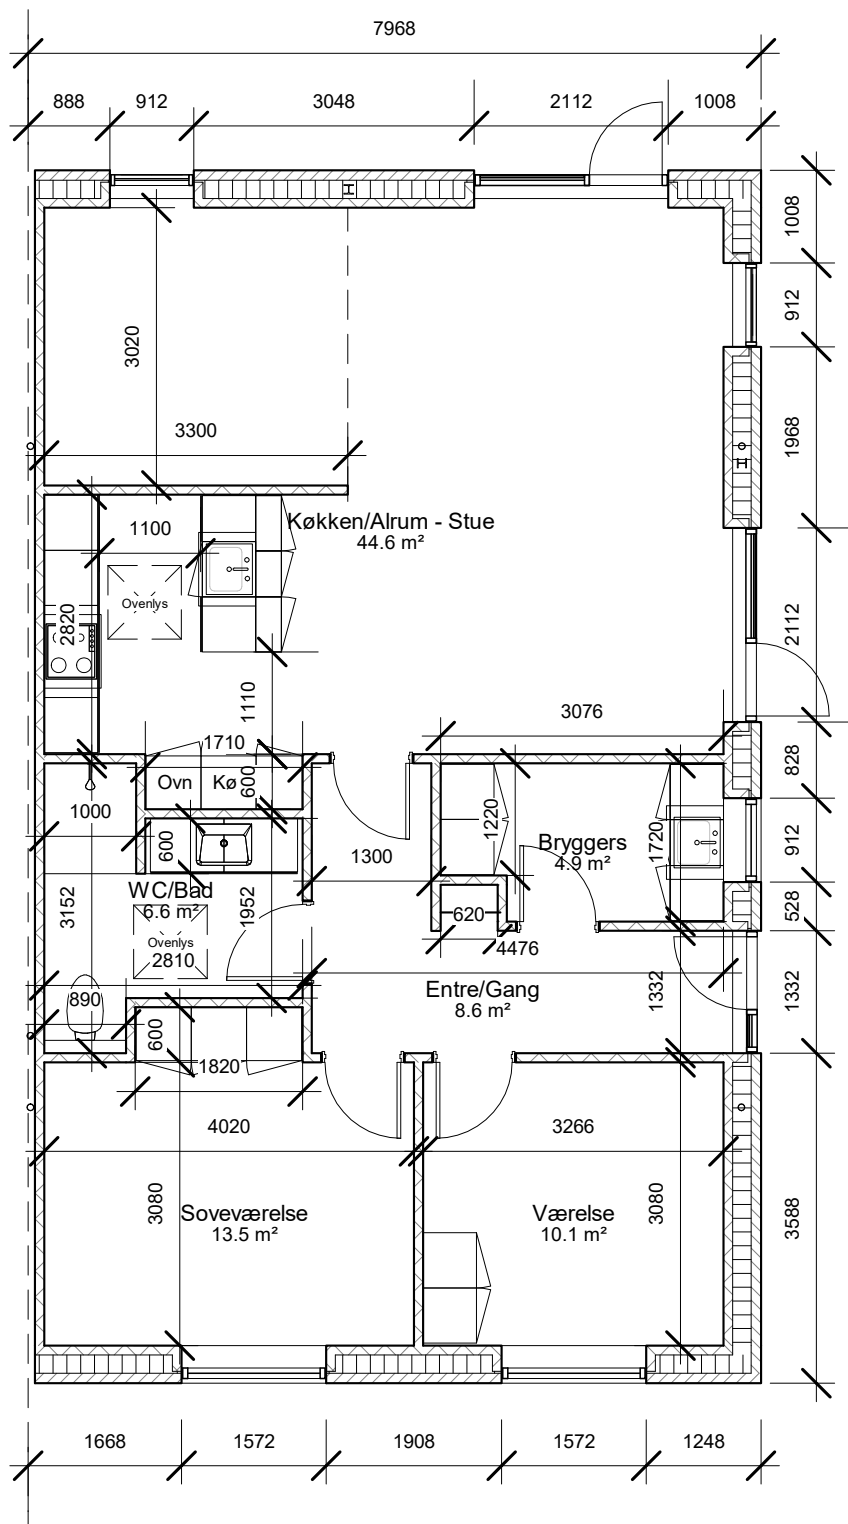 7968
888
912
3048
2112
1008
1008
912
3020
1968
3300
Køkken/Alrum - Stue
44.6 m²
1100
Ovenlys
2820
2112
1110
3076
1710
828
Ovn
Kø
600
1000
1220
Bryggers
4.9 m²
1720
912
600
1300
WC/Bad
6.6 m²
3152
1952
620
528
Ovenlys
2810
4476
Entre/Gang
8.6 m²
1332
1332
890
600
1820
4020
3266
3080
Soveværelse
13.5 m²
Værelse
10.1 m²
3080
3588
1668
1572
1908
1572
1248